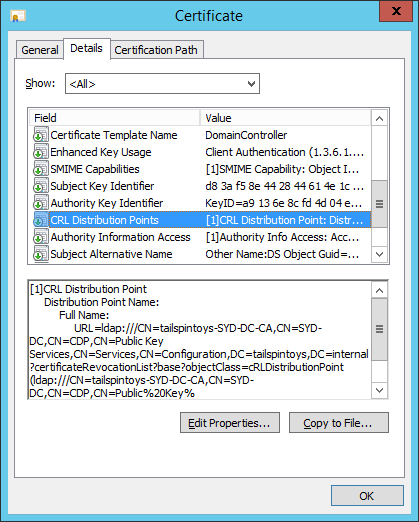 Certificate
General Details Certification Path
Show: <All>
Field Value
Certificate Template Name DomainController
Enhanced Key Usage Client Authentication (1.3.6.1....
SMIME Capabilities [1]SMIME Capability: Object I...
Subject Key Identifier d8 3a f5 8e 44 28 44 61 4e 1c ...
Authority Key Identifier KeyID=a9 13 6e 8c fd 4d 04 e...
CRL Distribution Points [1]CRL Distribution Point: Distr...
Authority Information Access [1]Authority Info Access: Acc...
Subject Alternative Name Other Name:DS Object Guid=...
[1]CRL Distribution Point
Distribution Point Name:
Full Name:
URL=ldap:///CN=tailspintoys-SYD-DC-CA,CN=SYD-
DC,CN=CDP,CN=Public Key
Services,CN=Services,CN=Configuration,DC=tailspintoys,DC=internal
?certificateRevocationList?base?objectClass=cRLDistributionPoint
(ldap:///CN=tailspintoys-SYD-DC-CA,CN=SYD-
DC,CN=CDP,CN=Public%20Key%
Edit Properties... Copy to File...
OK